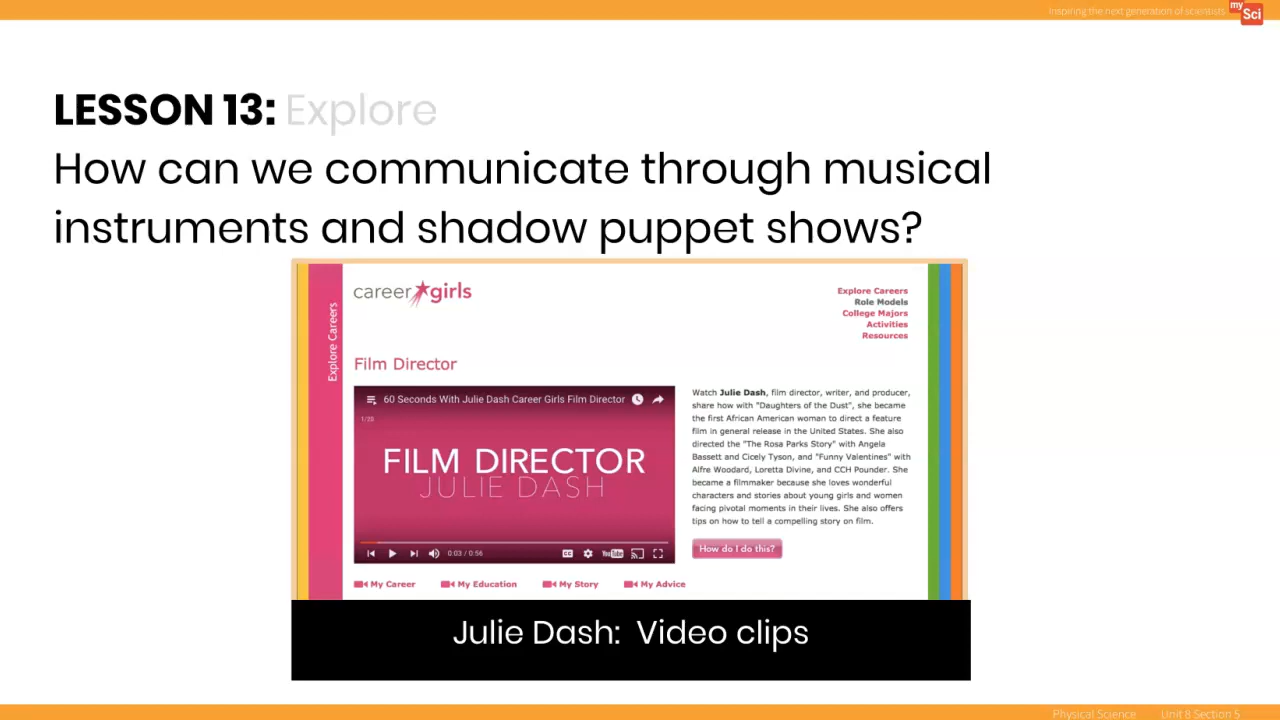 Inspiring the next generation of scientists
my
Sci
LESSON 13: Explore
How can we communicate through musical
instruments and shadow puppet shows?
Explore Careers
career girls
Explore Careers
Role Models
College Majors
Activities
Resources
Film Director
60 Seconds With Julie Dash Career Girls Film Director
1/20
FILM DIRECTOR
JULIE DASH
0:03 / 0:56
CC
YouTube
Watch Julie Dash, film director, writer, and producer,
share how with "Daughters of the Dust", she became
the first African American woman to direct a feature
film in general release in the United States. She also
directed the "The Rosa Parks Story" with Angela
Bassett and Cicely Tyson, and "Funny Valentines" with
Alfre Woodard, Loretta Divine, and CCH Pounder. She
became a filmmaker because she loves wonderful
characters and stories about young girls and women
facing pivotal moments in their lives. She also offers
tips on how to tell a compelling story on film.
How do I do this?
My Career My Education My Story My Advice
Julie Dash: Video clips
Physical Science Unit 8 Section 5